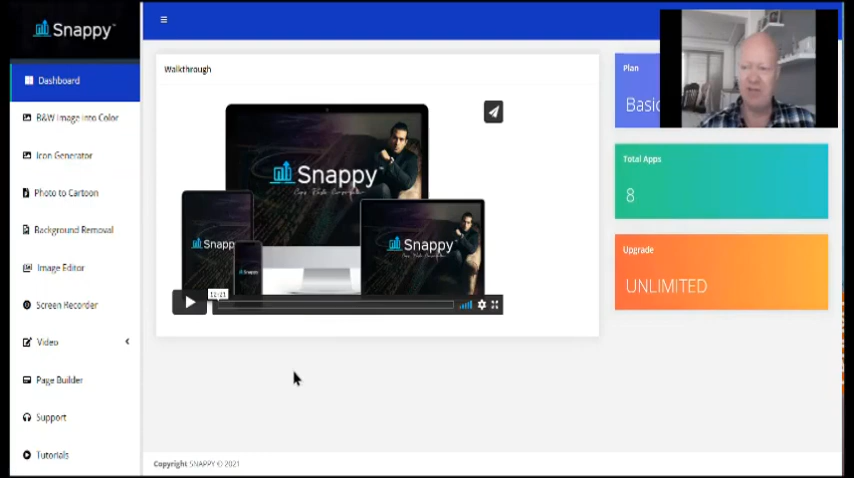 Snappy™
Dashboard
B&W Image into Color
Icon Generator
Photo to Cartoon
Background Removal
Image Editor
Screen Recorder
Video
Page Builder
Support
Tutorials
Walkthrough
Snappy
Snappy
Snappy
Snappy
Plan
Basic
Total Apps
8
Upgrade
UNLIMITED
Copyright SNAPPY © 2021